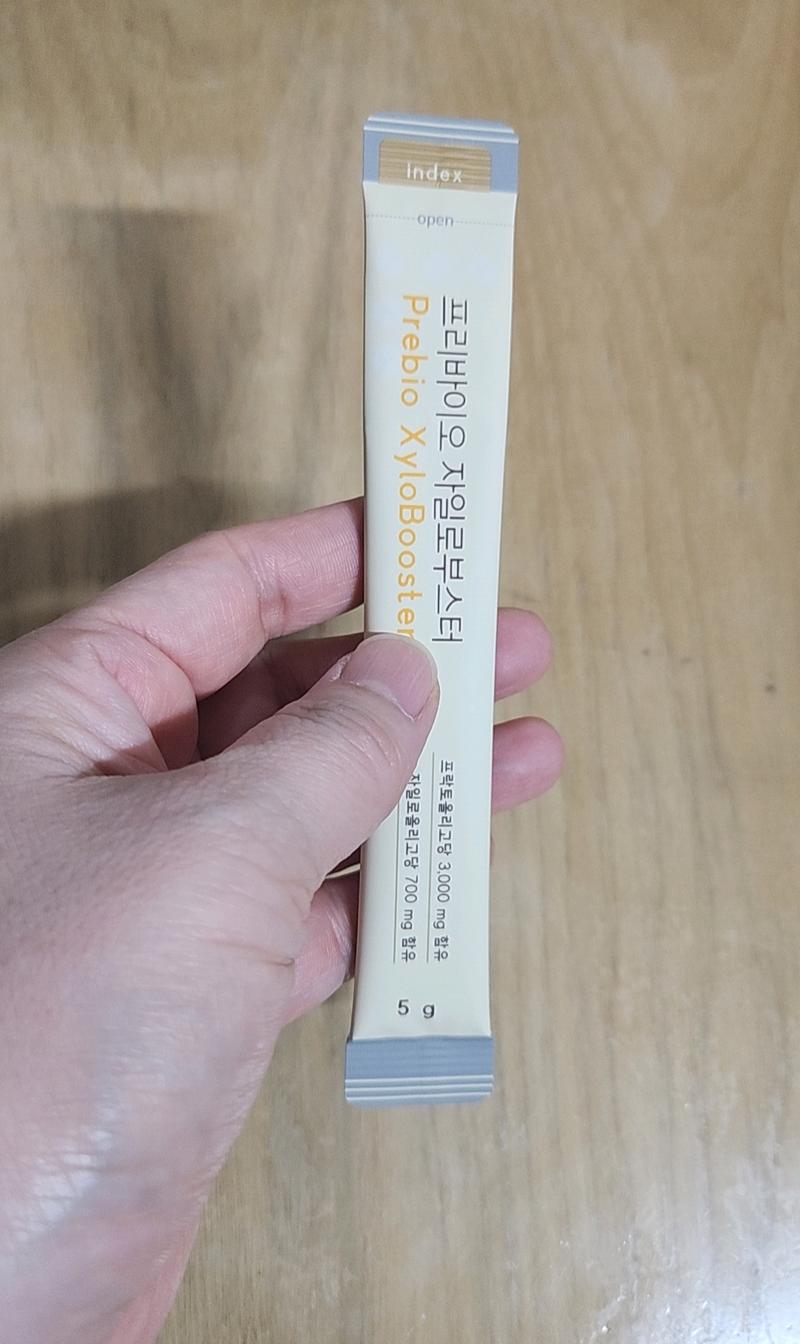 index
open
프리바이오 자일로부스터
Prebio XyloBooster
프락토올리고당 3,000 mg 함유
자일로올리고당 700 mg 함유
5 g